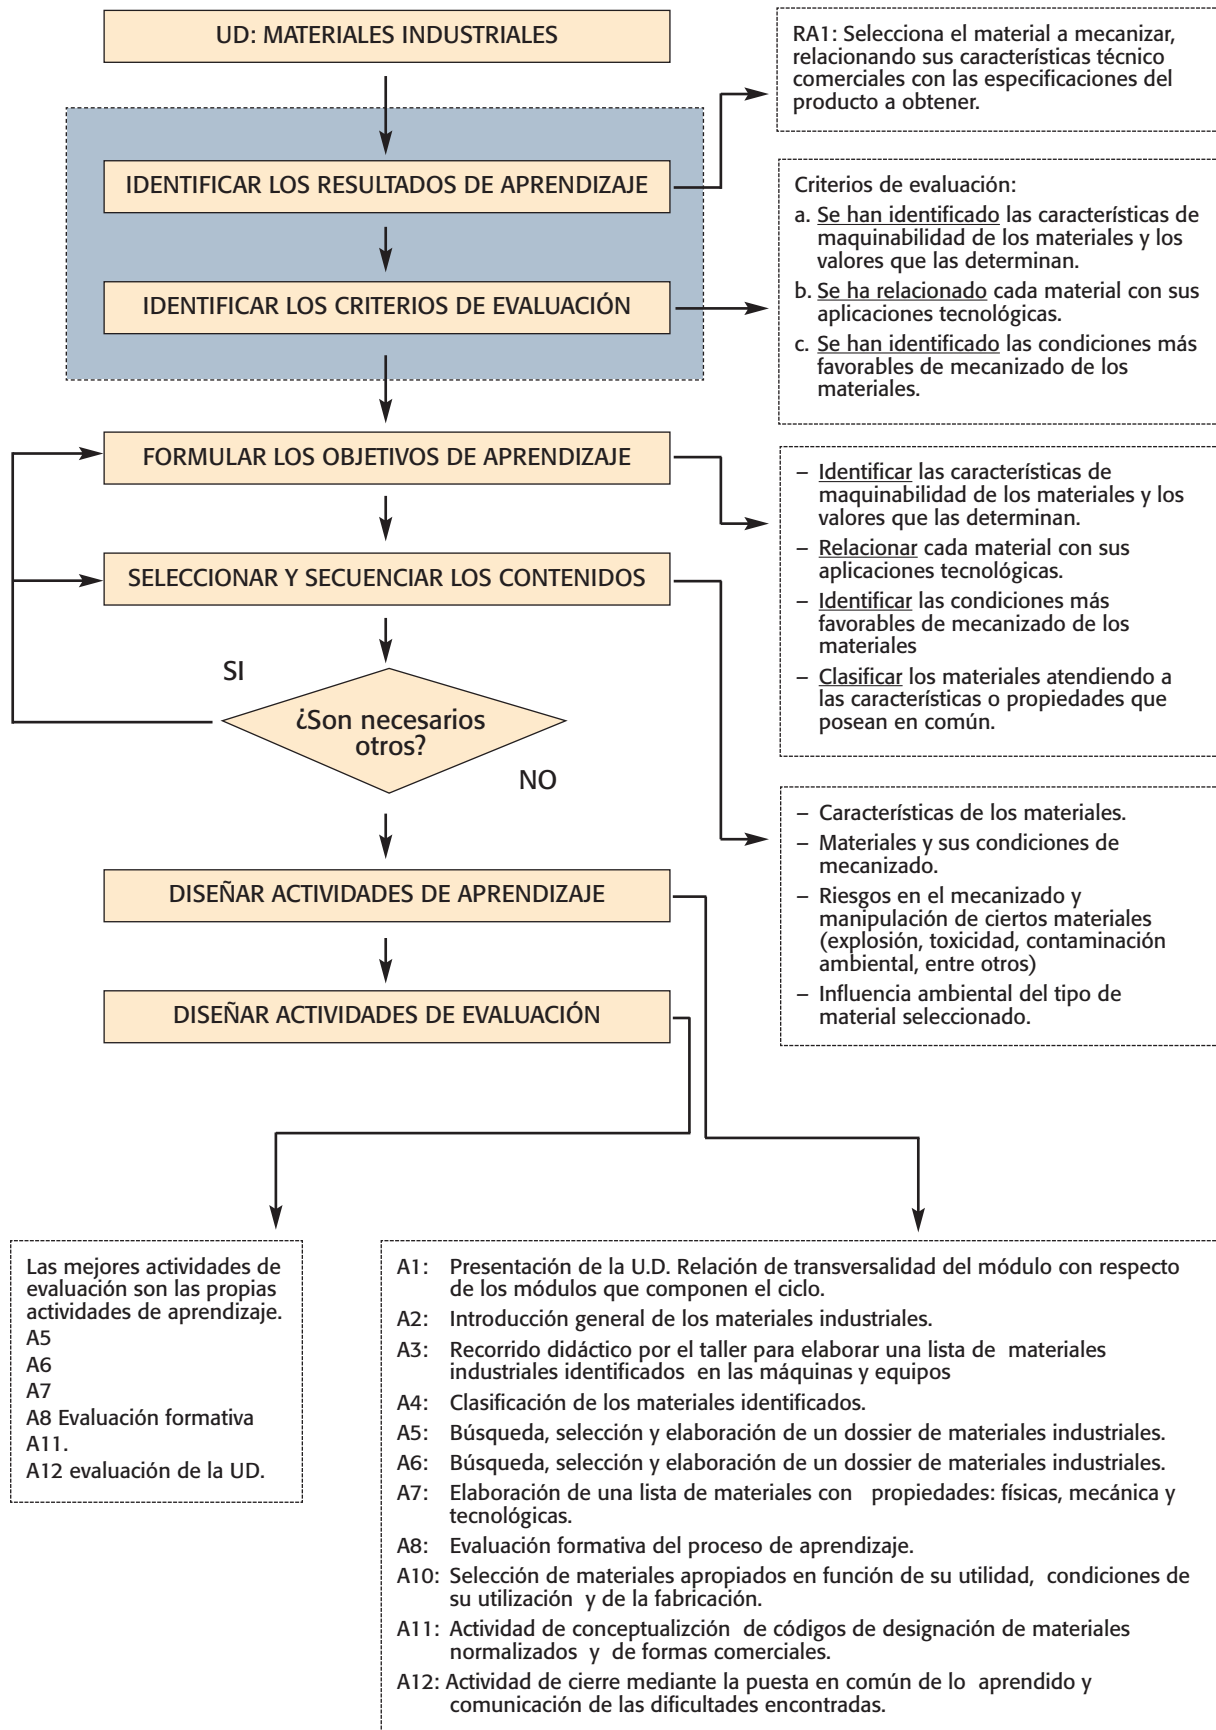 UD: MATERIALES INDUSTRIALES
RA1: Selecciona el material a mecanizar,
relacionando sus características técnico
comerciales con las especificaciones del
producto a obtener.
IDENTIFICAR LOS RESULTADOS DE APRENDIZAJE
IDENTIFICAR LOS CRITERIOS DE EVALUACIÓN
Criterios de evaluación:
a. Se han identificado las características de
maquinabilidad de los materiales y los
valores que las determinan.
b. Se ha relacionado cada material con sus
aplicaciones tecnológicas.
c. Se han identificado las condiciones más
favorables de mecanizado de los
materiales.
FORMULAR LOS OBJETIVOS DE APRENDIZAJE
SELECCIONAR Y SECUENCIAR LOS CONTENIDOS
– Identificar las características de
maquinabilidad de los materiales y los
valores que las determinan.
– Relacionar cada material con sus
aplicaciones tecnológicas.
– Identificar las condiciones más
favorables de mecanizado de los
materiales
– Clasificar los materiales atendiendo a
las características o propiedades que
posean en común.
SI
¿Son necesarios
otros?
NO
– Características de los materiales.
– Materiales y sus condiciones de
mecanizado.
– Riesgos en el mecanizado y
manipulación de ciertos materiales
(explosión, toxicidad, contaminación
ambiental, entre otros)
– Influencia ambiental del tipo de
material seleccionado.
DISEÑAR ACTIVIDADES DE APRENDIZAJE
DISEÑAR ACTIVIDADES DE EVALUACIÓN
Las mejores actividades de
evaluación son las propias
actividades de aprendizaje.
A5
A6
A7
A8 Evaluación formativa
A11.
A12 evaluación de la UD.
A1: Presentación de la U.D. Relación de transversalidad del módulo con respecto
de los módulos que componen el ciclo.
A2: Introducción general de los materiales industriales.
A3: Recorrido didáctico por el taller para elaborar una lista de materiales
industriales identificados en las máquinas y equipos
A4: Clasificación de los materiales identificados.
A5: Búsqueda, selección y elaboración de un dossier de materiales industriales.
A6: Búsqueda, selección y elaboración de un dossier de materiales industriales.
A7: Elaboración de una lista de materiales con propiedades: físicas, mecánica y
tecnológicas.
A8: Evaluación formativa del proceso de aprendizaje.
A10: Selección de materiales apropiados en función de su utilidad, condiciones de
su utilización y de la fabricación.
A11: Actividad de conceptualizción de códigos de designación de materiales
normalizados y de formas comerciales.
A12: Actividad de cierre mediante la puesta en común de lo aprendido y
comunicación de las dificultades encontradas.